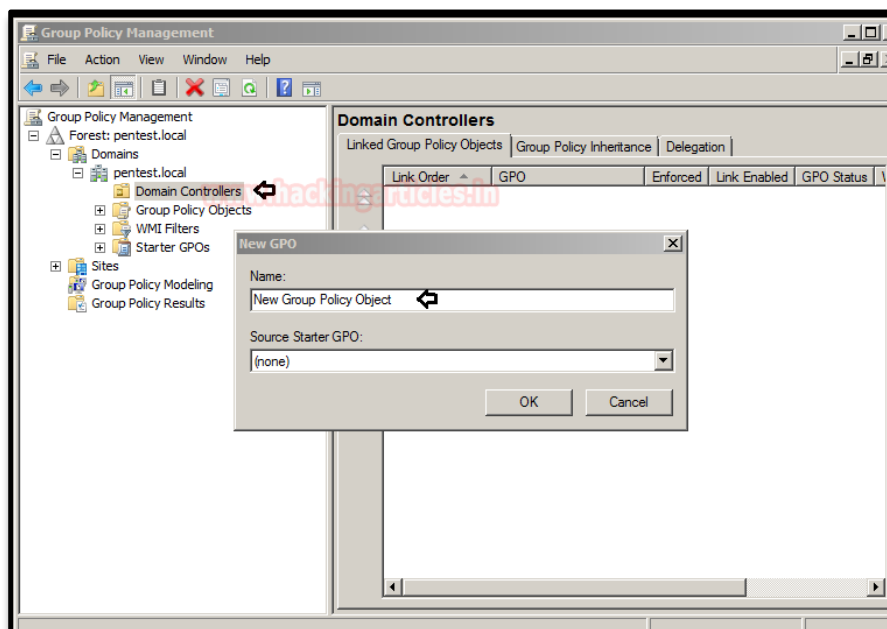 Group Policy Management
File Action View Window Help
Group Policy Management
Forest: pentest.local
Domains
pentest.local
Domain Controllers
Group Policy Objects
WMI Filters
Starter GPOs
Sites
Group Policy Modeling
Group Policy Results
Domain Controllers
Linked Group Policy Objects Group Policy Inheritance Delegation
Link Order GPO Enforced Link Enabled GPO Status
www.hackingarticles.in
New GPO
Name:
New Group Policy Object
Source Starter GPO:
(none)
OK Cancel